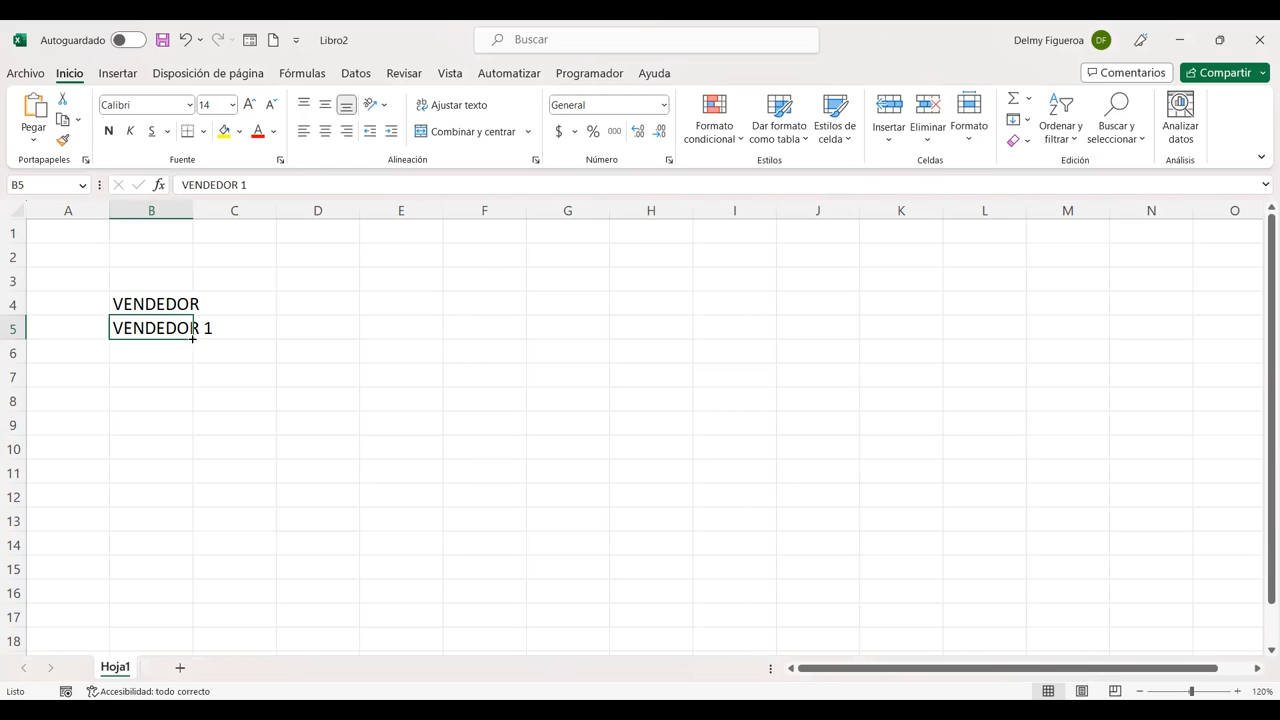 Autoguardado Libro2 Buscar Delmy Figueroa DF
Archivo Inicio Insertar Disposición de página Fórmulas Datos Revisar Vista Automatizar Programador Ayuda Comentarios Compartir
Pegar
Portapapeles
Calibri 14
N K S
Fuente
Ajustar texto
Combinar y centrar
Alineación
General
$ % 000
Número
Formato condicional
Dar formato como tabla
Estilos de celda
Estilos
Insertar Eliminar Formato
Celdas
Ordenar y filtrar
Buscar y seleccionar
Edición
Analizar datos
Análisis
B5 fx VENDEDOR 1
A B C D E F G H I J K L M N O
1
2
3
4 VENDEDOR
5 VENDEDOR 1
6
7
8
9
10
11
12
13
14
15
16
17
18
Hoja1
Listo Accesibilidad: todo correcto 120%